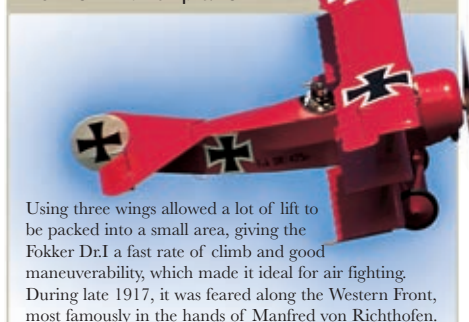 Using three wings allowed a lot of lift to
be packed into a small area, giving the
Fokker Dr.I a fast rate of climb and good
maneuverability, which made it ideal for air fighting.
During late 1917, it was feared along the Western Front,
most famously in the hands of Manfred von Richthofen.